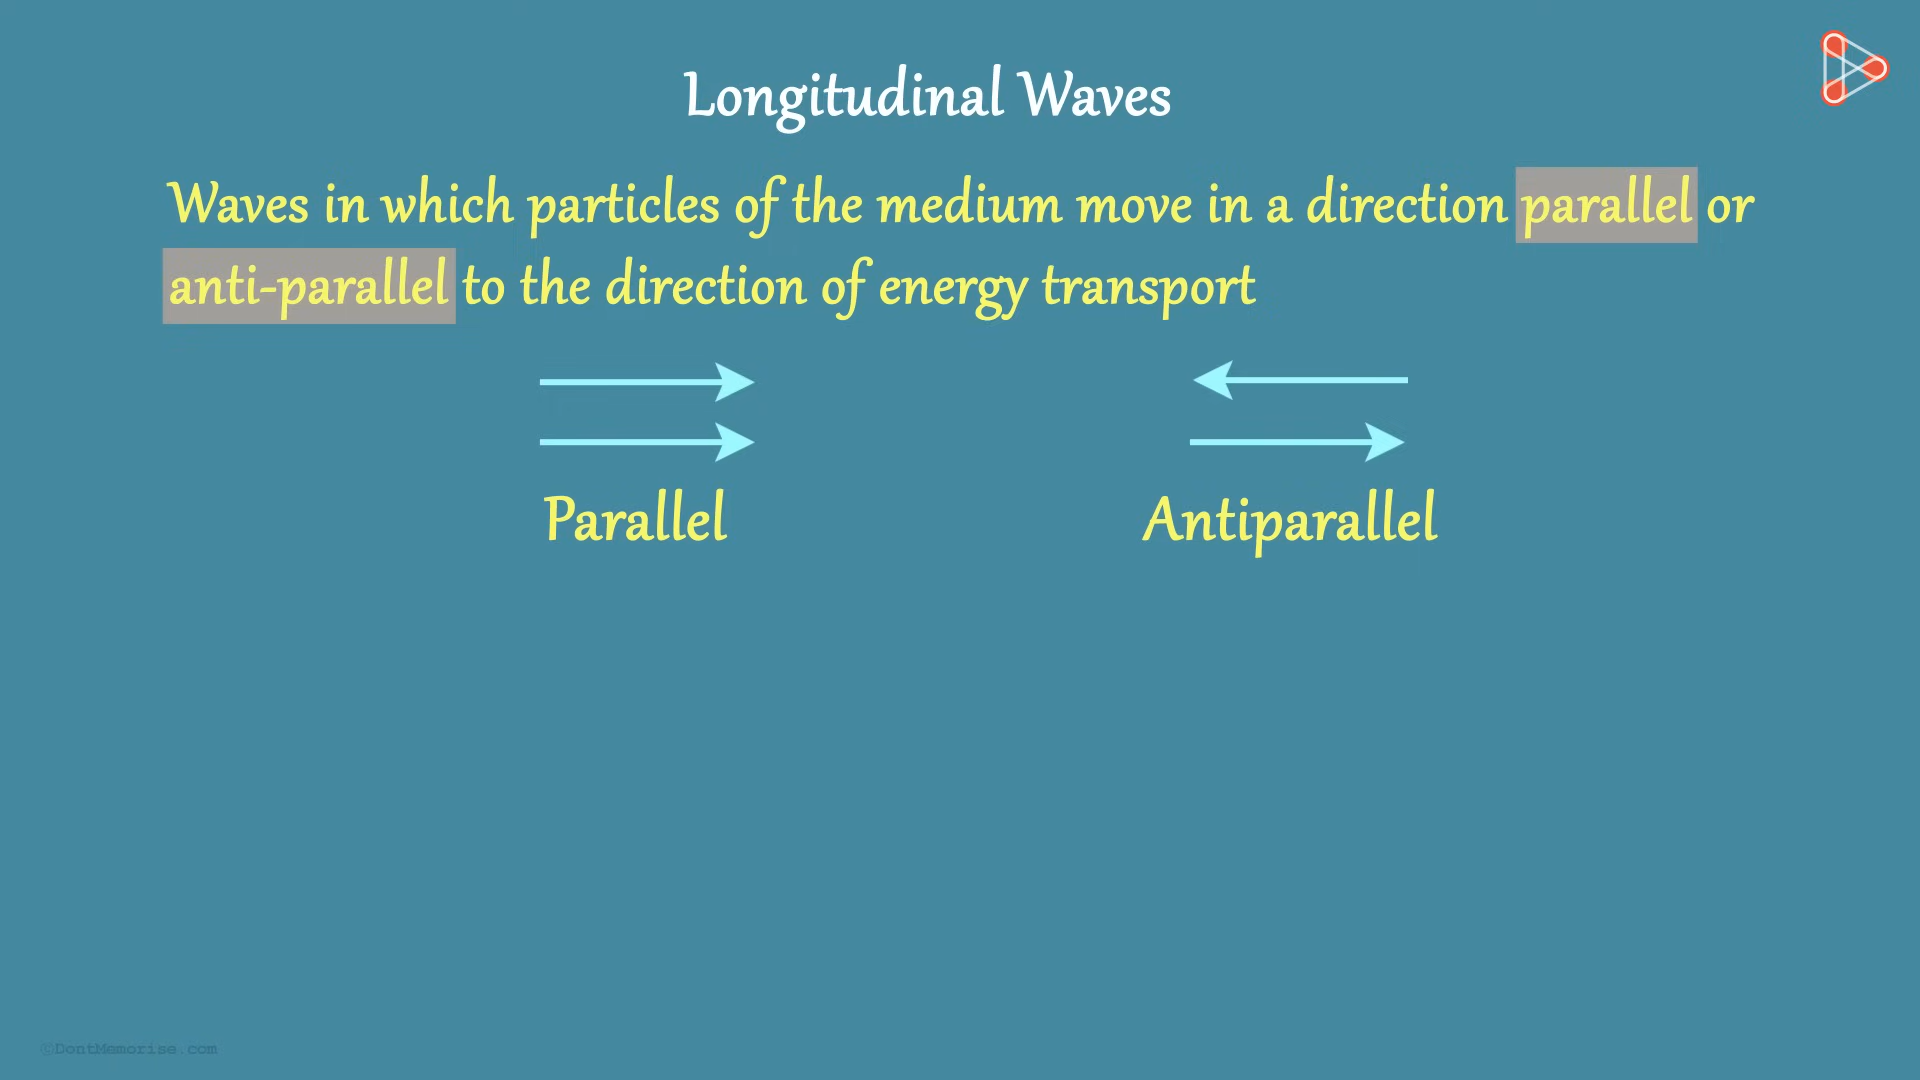 Longitudinal Waves
Waves in which particles of the medium move in a direction parallel or
anti-parallel to the direction of energy transport
Parallel
Antiparallel
©DontMemorise.com